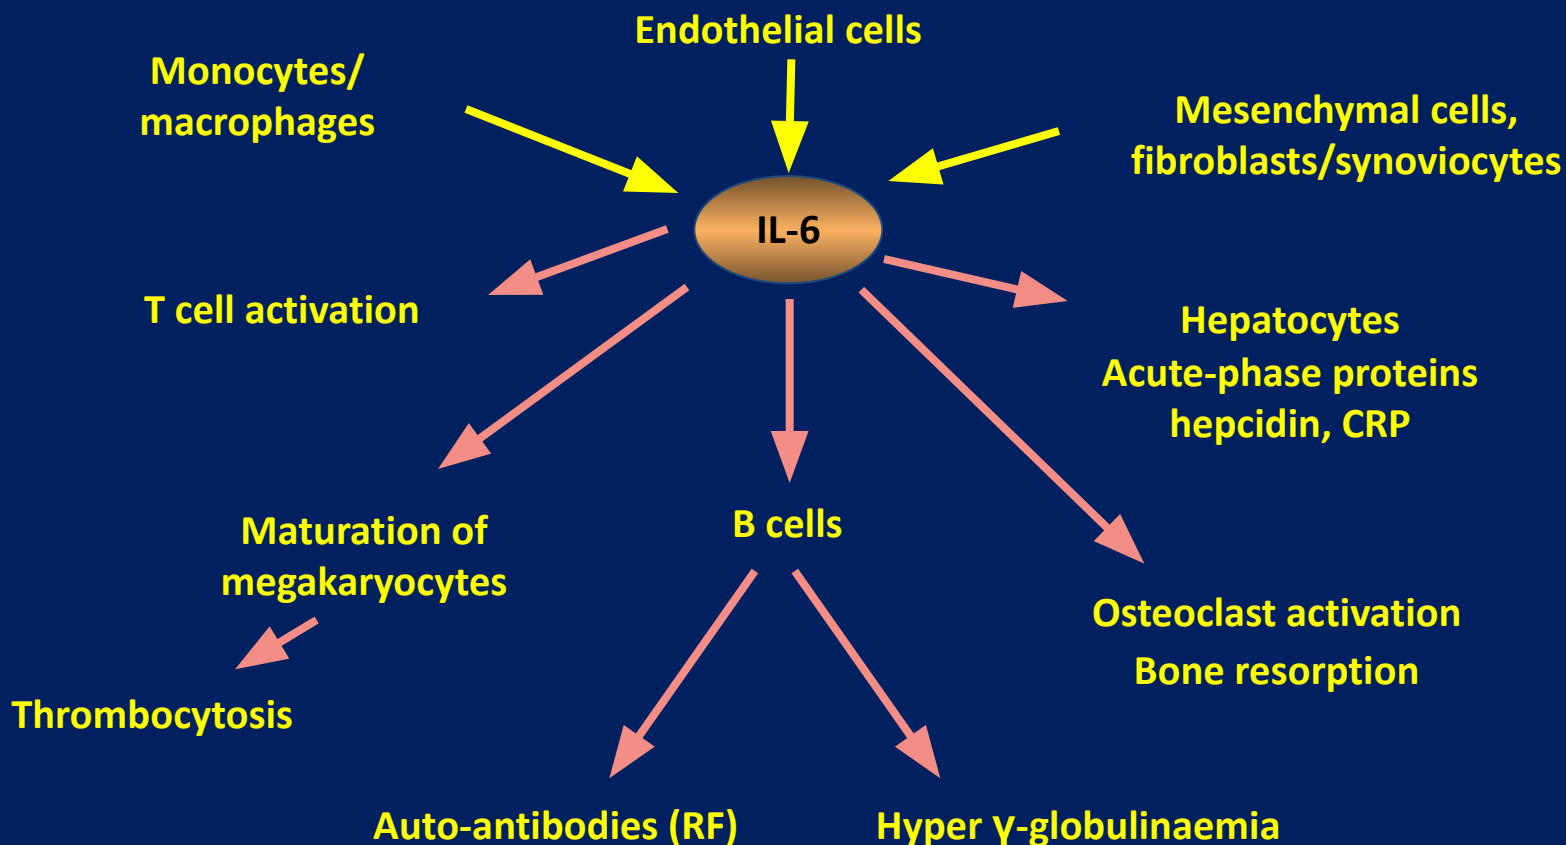 Endothelial cells
Monocytes/
macrophages
Mesenchymal cells,
fibroblasts/synoviocytes
IL-6
T cell activation
Hepatocytes
Acute-phase proteins
hepcidin, CRP
Maturation of
megakaryocytes
B cells
Osteoclast activation
Bone resorption
Thrombocytosis
Auto-antibodies (RF)
Hyper γ-globulinaemia